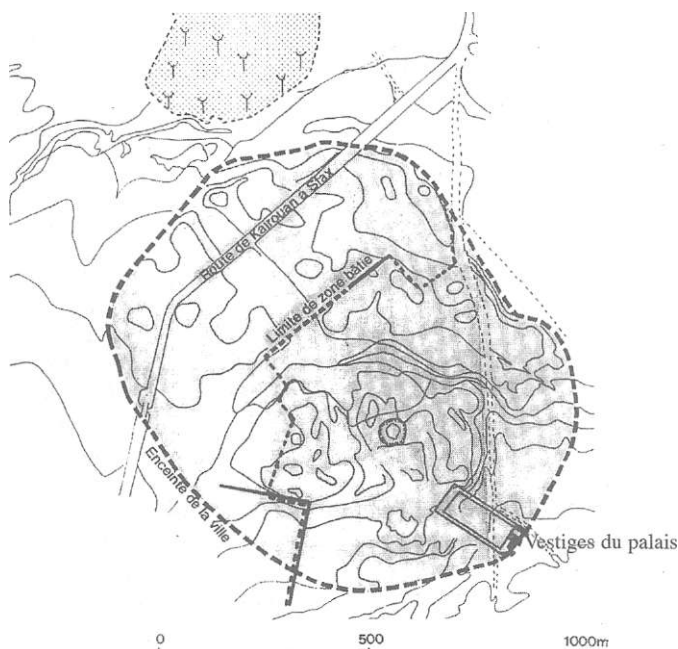 Route de Kairouan à Sfax
Limite de zone bâtie
Enceinte de la ville
Vestiges du palais
0 500 1000m